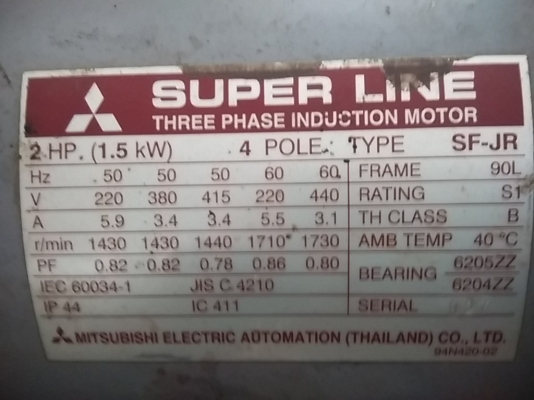 SUPER LINE
THREE PHASE INDUCTION MOTOR
2 HP. (1.5 kW) 4 POLE. TYPE SF-JR
Hz 50 50 50 60 60 FRAME 90L
V 220 380 415 220 440 RATING S1
A 5.9 3.4 3.4 5.5 3.1 TH CLASS B
r/min 1430 1430 1440 1710 1730 AMB TEMP 40 °C
PF 0.82 0.82 0.78 0.86 0.80 BEARING 6205ZZ
6204ZZ
IEC 60034-1 JIS C 4210
IP 44 IC 411 SERIAL
MITSUBISHI ELECTRIC AUTOMATION (THAILAND) CO., LTD.
94N420-02